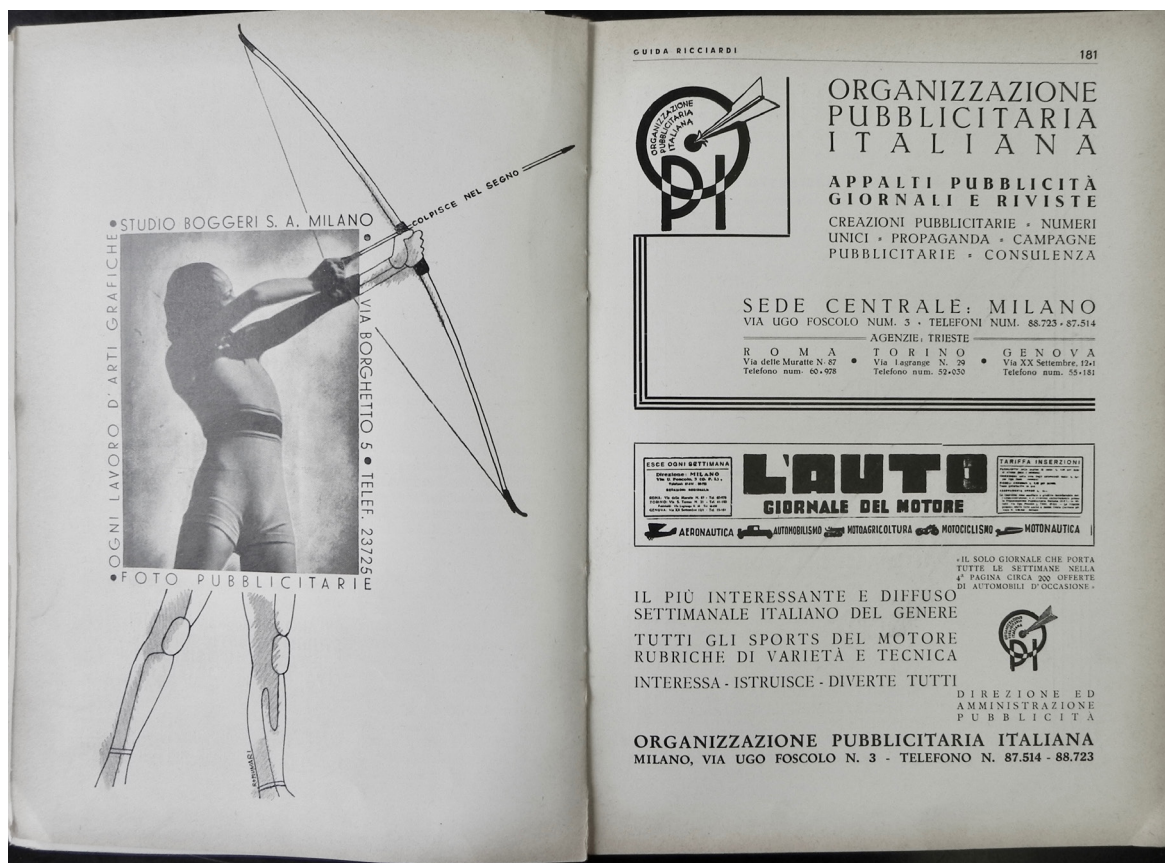 STUDIO BOGGERI S. A. MILANO
VIA BORGHETTO 5 • TELEF. 23725
FOTO PUBBLICITARIE
OGNI LAVORO D'ARTI GRAFICHE
COLPISCE NEL SEGNO
GUIDA RICCIARDI
181
ORGANIZZAZIONE
PUBBLICITARIA
ITALIANA
OPI
ORGANIZZAZIONE
PUBBLICITARIA
ITALIANA
APPALTI PUBBLICITÀ
GIORNALI E RIVISTE
CREAZIONI PUBBLICITARIE - NUMERI
UNICI - PROPAGANDA - CAMPAGNE
PUBBLICITARIE - CONSULENZA
SEDE CENTRALE: MILANO
VIA UGO FOSCOLO NUM. 3 - TELEFONI NUM. 88.723 - 87.514
AGENZIE: TRIESTE
ROMA • TORINO • GENOVA
Via delle Muratte N. 87 Via Lagrange N. 29 Via XX Settembre, 12-1
Telefono num. 60-978 Telefono num. 52-030 Telefono num. 55-181
ESCE OGNI SETTIMANA
Direzione: MILANO
L'AUTO
GIORNALE DEL MOTORE
TARIFFA INSERZIONI
AERONAUTICA AUTOMOBILISMO MOTOAGRICOLTURA MOTOCICLISMO MOTONAUTICA
«IL SOLO GIORNALE CHE PORTA
TUTTE LE SETTIMANE NELLA
4ª PAGINA CIRCA 200 OFFERTE
DI AUTOMOBILI D'OCCASIONE»
IL PIÙ INTERESSANTE E DIFFUSO
SETTIMANALE ITALIANO DEL GENERE
TUTTI GLI SPORTS DEL MOTORE
RUBRICHE DI VARIETÀ E TECNICA
INTERESSA - ISTRUISCE - DIVERTE TUTTI
ORGANIZZAZIONE
PUBBLICITARIA
ITALIANA
OPI
DIREZIONE ED
AMMINISTRAZIONE
PUBBLICITÀ
ORGANIZZAZIONE PUBBLICITARIA ITALIANA
MILANO, VIA UGO FOSCOLO N. 3 - TELEFONO N. 87.514 - 88.723